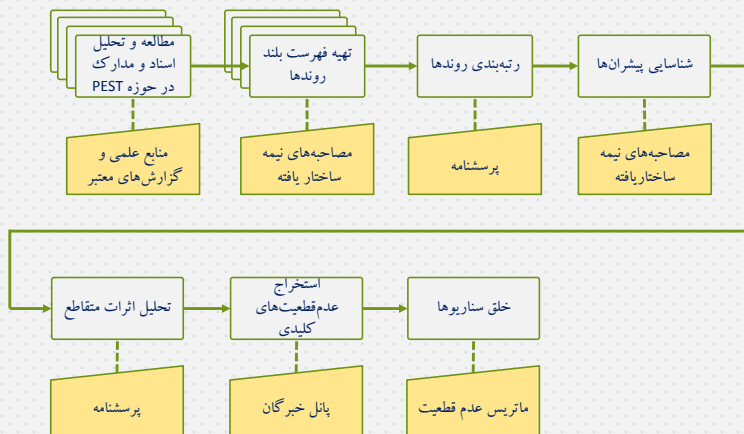 مطالعه و تحلیل
اسناد و مدارک
در حوزه PEST
تهیه فهرست بلند
روندها
رتبه‌بندی روندها
شناسایی پیشران‌ها
منابع علمی و
گزارش‌های معتبر
مصاحبه‌های نیمه
ساختار یافته
پرسشنامه
مصاحبه‌های نیمه
ساختاریافته
تحلیل اثرات متقاطع
استخراج
عدم‌قطعیت‌های
کلیدی
خلق سناریوها
پرسشنامه
پانل خبرگان
ماتریس عدم قطعیت